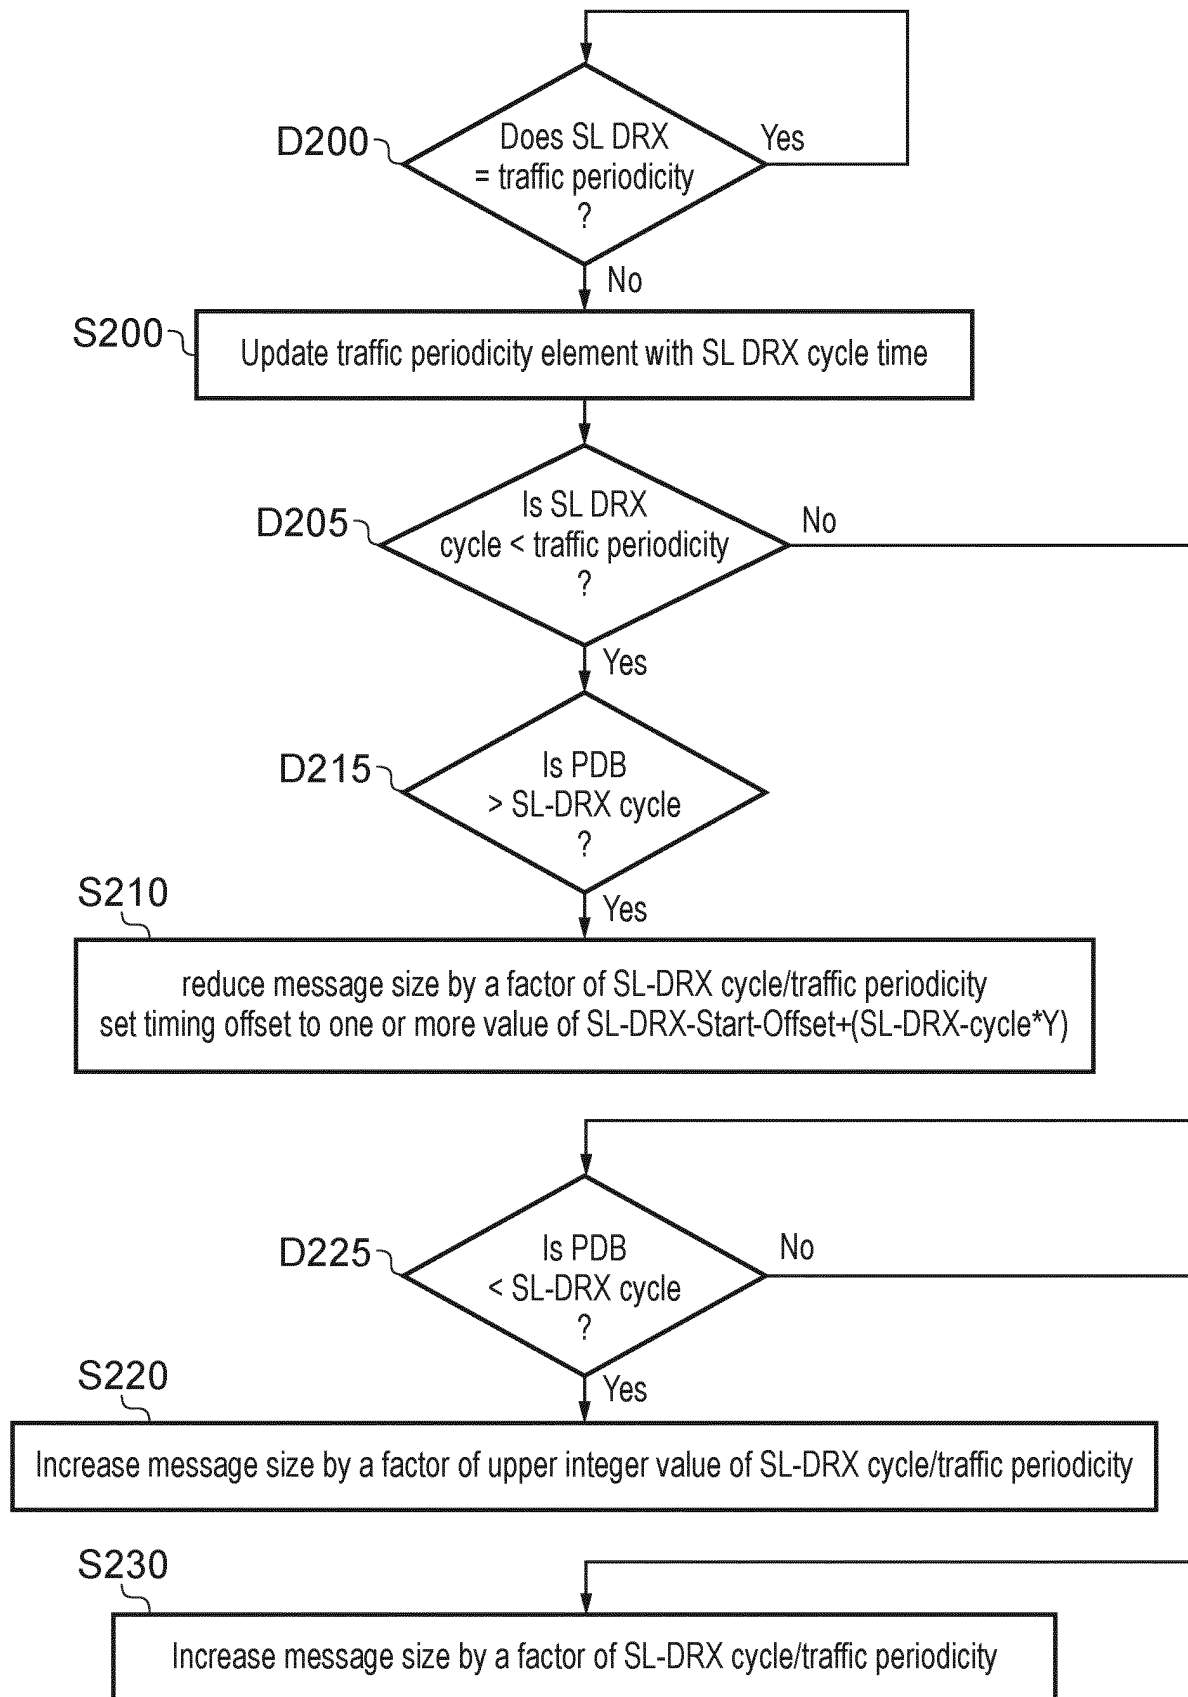 D200
Does SL DRX
= traffic periodicity
?
Yes
No
S200
Update traffic periodicity element with SL DRX cycle time
D205
Is SL DRX
cycle < traffic periodicity
?
No
Yes
D215
Is PDB
> SL-DRX cycle
?
Yes
S210
reduce message size by a factor of SL-DRX cycle/traffic periodicity
set timing offset to one or more value of SL-DRX-Start-Offset+(SL-DRX-cycle*Y)
D225
Is PDB
< SL-DRX cycle
?
No
Yes
S220
Increase message size by a factor of upper integer value of SL-DRX cycle/traffic periodicity
S230
Increase message size by a factor of SL-DRX cycle/traffic periodicity